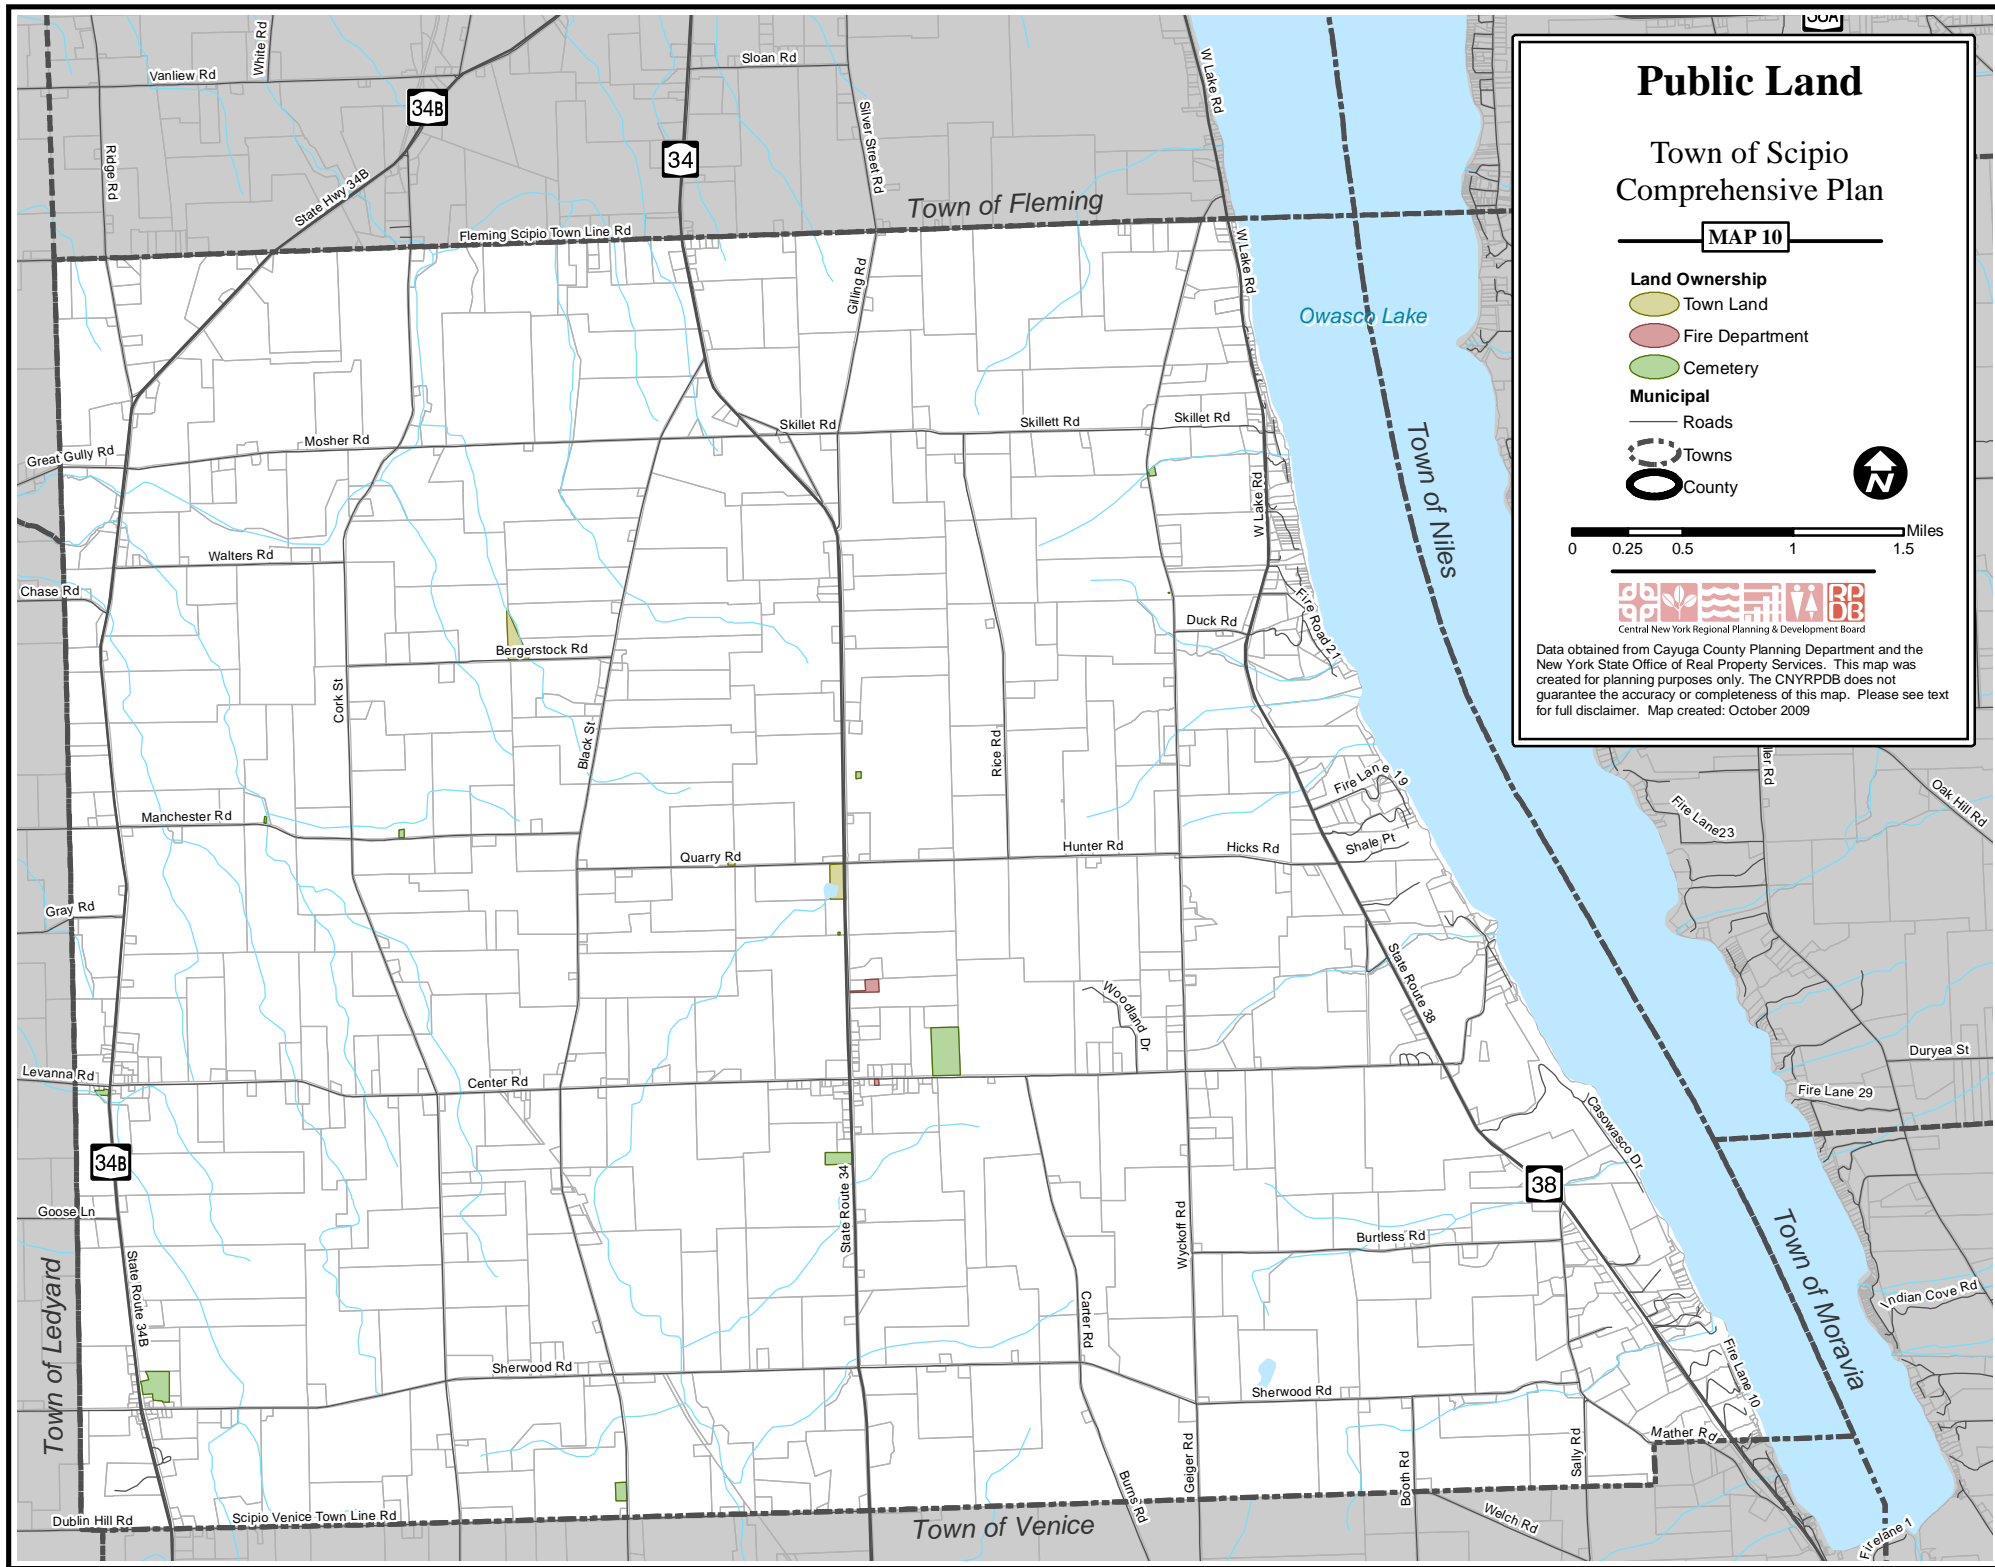 Public Land
Town of Scipio
Comprehensive Plan
MAP 10
Land Ownership
Town Land
Fire Department
Cemetery
Municipal
Roads
Towns
County
N
Miles
0 0.25 0.5 1 1.5
RP
DB
Central New York Regional Planning & Development Board
Data obtained from Cayuga County Planning Department and the
New York State Office of Real Property Services. This map was
created for planning purposes only. The CNYRPDB does not
guarantee the accuracy or completeness of this map. Please see text
for full disclaimer. Map created: October 2009
38A
White Rd
Vanliew Rd
34B
Sloan Rd
W Lake Rd
Silver Street Rd
34
Ridge Rd
State Hwy 34B
Town of Fleming
Fleming Scipio Town Line Rd
W Lake Rd
Gilling Rd
Owasco Lake
Skillet Rd
Skillett Rd
Skillet Rd
Mosher Rd
Great Gully Rd
Town of Niles
W Lake Rd
Walters Rd
Chase Rd
Fire Road 21
Duck Rd
Bergerstock Rd
Cork St
Black St
Rice Rd
Fire Lane 19
Oak Hill Rd
Fire Lane23
Manchester Rd
Shale Pt
Quarry Rd
Hunter Rd
Hicks Rd
Gray Rd
State Route 38
Woodland Dr
Duryea St
Levanna Rd
Center Rd
Fire Lane 29
Casowasco Dr
34B
38
State Route 34
Goose Ln
Wyckoff Rd
Burtless Rd
Town of Moravia
Town of Ledyard
State Route 34B
Indian Cove Rd
Carter Rd
Sherwood Rd
Fire Lane 10
Sherwood Rd
Mather Rd
Geiger Rd
Booth Rd
Sally Rd
Burns Rd
Dublin Hill Rd
Scipio Venice Town Line Rd
Town of Venice
Welch Rd
Firelane 1